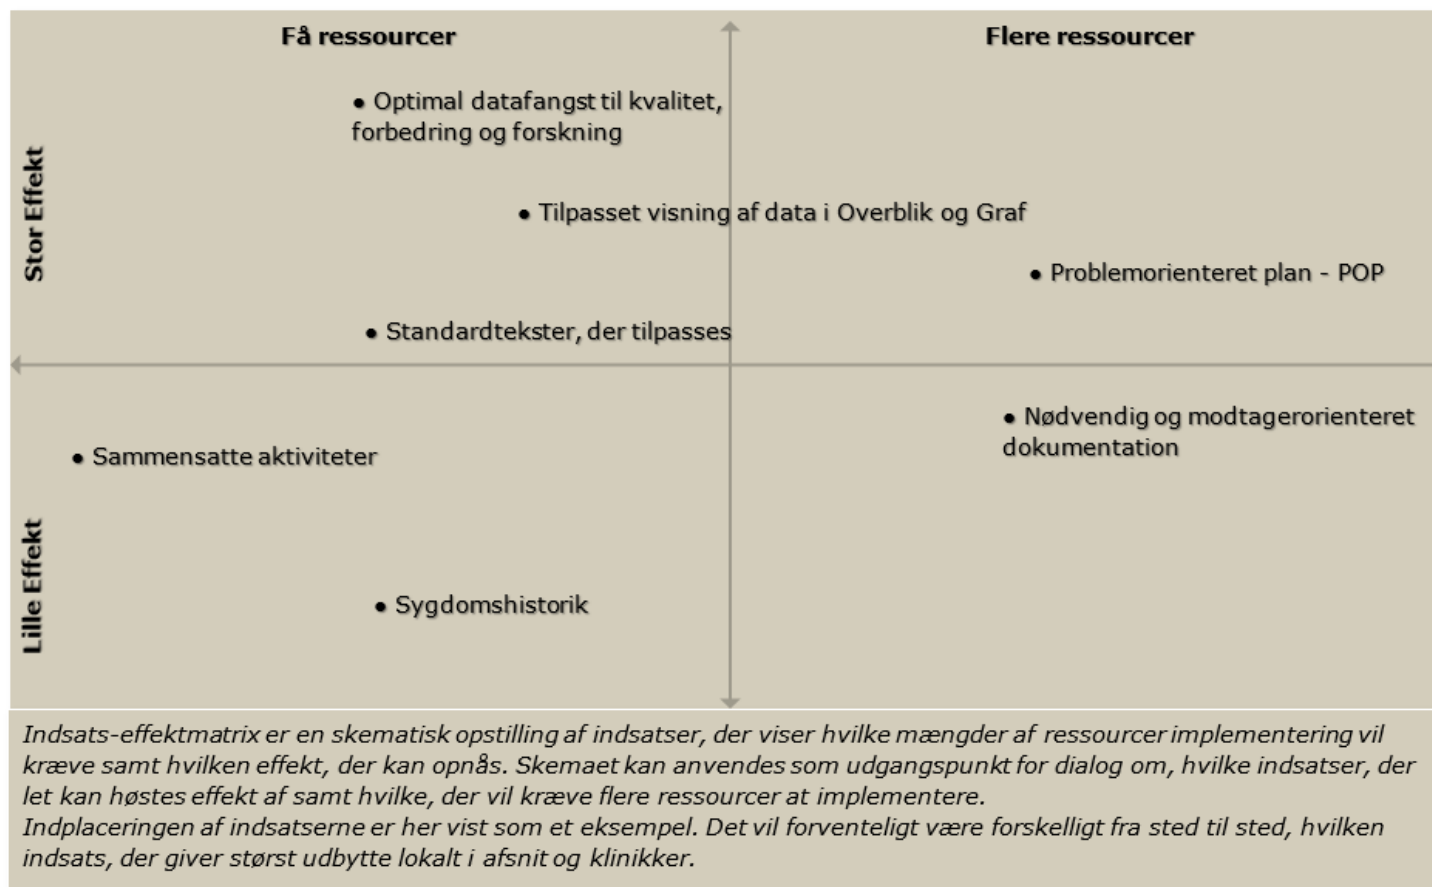 Få ressourcer
Flere ressourcer
Stor Effekt
● Optimal datafangst til kvalitet,
forbedring og forskning
● Tilpasset visning af data i Overblik og Graf
● Problemorienteret plan - POP
● Standardtekster, der tilpasses
Lille Effekt
● Nødvendig og modtagerorienteret
dokumentation
● Sammensatte aktiviteter
● Sygdomshistorik
Indsats-effektmatrix er en skematisk opstilling af indsatser, der viser hvilke mængder af ressourcer implementering vil
kræve samt hvilken effekt, der kan opnås. Skemaet kan anvendes som udgangspunkt for dialog om, hvilke indsatser, der
let kan høstes effekt af samt hvilke, der vil kræve flere ressourcer at implementere.
Indplaceringen af indsatserne er her vist som et eksempel. Det vil forventeligt være forskelligt fra sted til sted, hvilken
indsats, der giver størst udbytte lokalt i afsnit og klinikker.